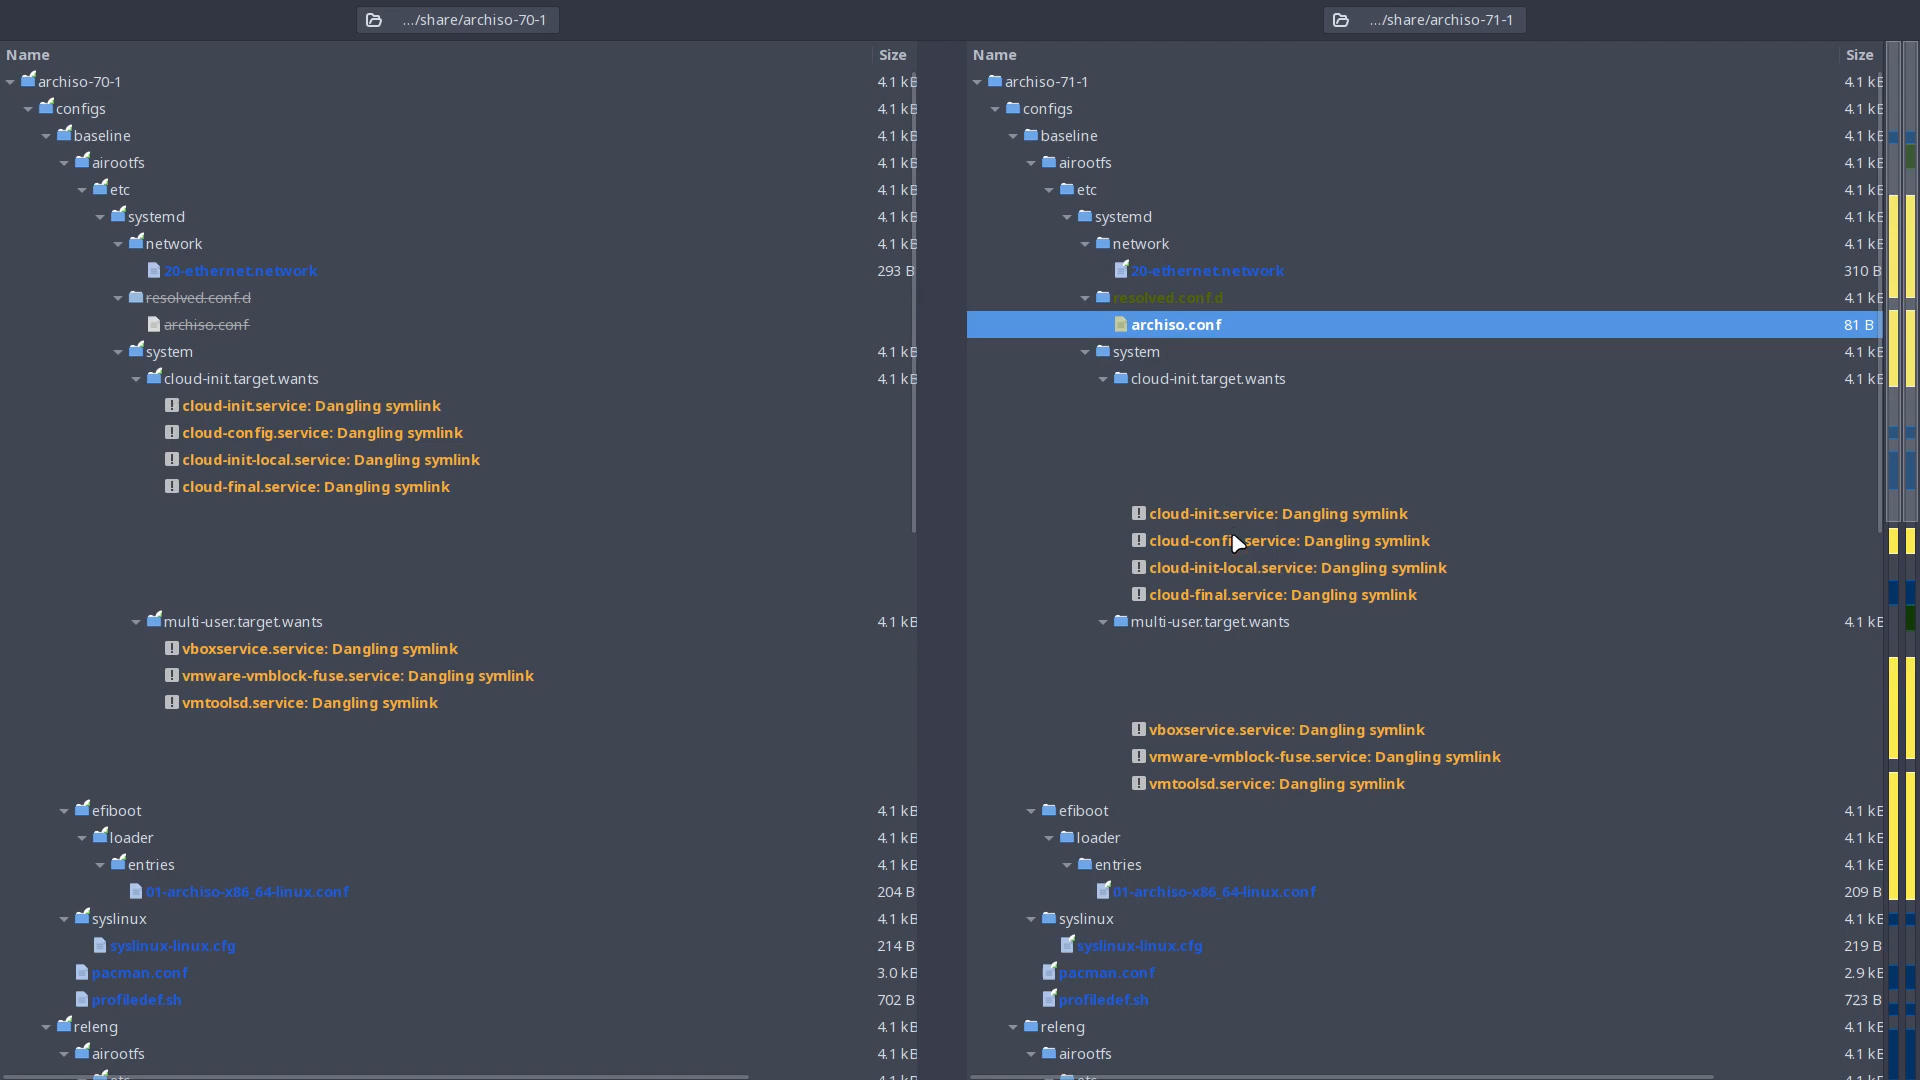 .../share/archiso-70-1
Name Size
archiso-70-1 4.1 kB
configs 4.1 kB
baseline 4.1 kB
airootfs 4.1 kB
etc 4.1 kB
systemd 4.1 kB
network 4.1 kB
20-ethernet.network 293 B
resolved.conf.d
archiso.conf
system 4.1 kB
cloud-init.target.wants 4.1 kB
cloud-init.service: Dangling symlink
cloud-config.service: Dangling symlink
cloud-init-local.service: Dangling symlink
cloud-final.service: Dangling symlink
multi-user.target.wants 4.1 kB
vboxservice.service: Dangling symlink
vmware-vmblock-fuse.service: Dangling symlink
vmtoolsd.service: Dangling symlink
efiboot 4.1 kB
loader 4.1 kB
entries 4.1 kB
01-archiso-x86_64-linux.conf 204 B
syslinux 4.1 kB
syslinux-linux.cfg 214 B
pacman.conf 3.0 kB
profiledef.sh 702 B
releng 4.1 kB
airootfs 4.1 kB
etc 4.1 kB
.../share/archiso-71-1
Name Size
archiso-71-1 4.1 kB
configs 4.1 kB
baseline 4.1 kB
airootfs 4.1 kB
etc 4.1 kB
systemd 4.1 kB
network 4.1 kB
20-ethernet.network 310 B
resolved.conf.d 4.1 kB
archiso.conf 81 B
system 4.1 kB
cloud-init.target.wants 4.1 kB
cloud-init.service: Dangling symlink
cloud-config.service: Dangling symlink
cloud-init-local.service: Dangling symlink
cloud-final.service: Dangling symlink
multi-user.target.wants 4.1 kB
vboxservice.service: Dangling symlink
vmware-vmblock-fuse.service: Dangling symlink
vmtoolsd.service: Dangling symlink
efiboot 4.1 kB
loader 4.1 kB
entries 4.1 kB
01-archiso-x86_64-linux.conf 209 B
syslinux 4.1 kB
syslinux-linux.cfg 219 B
pacman.conf 2.9 kB
profiledef.sh 723 B
releng 4.1 kB
airootfs 4.1 kB
etc 4.1 kB